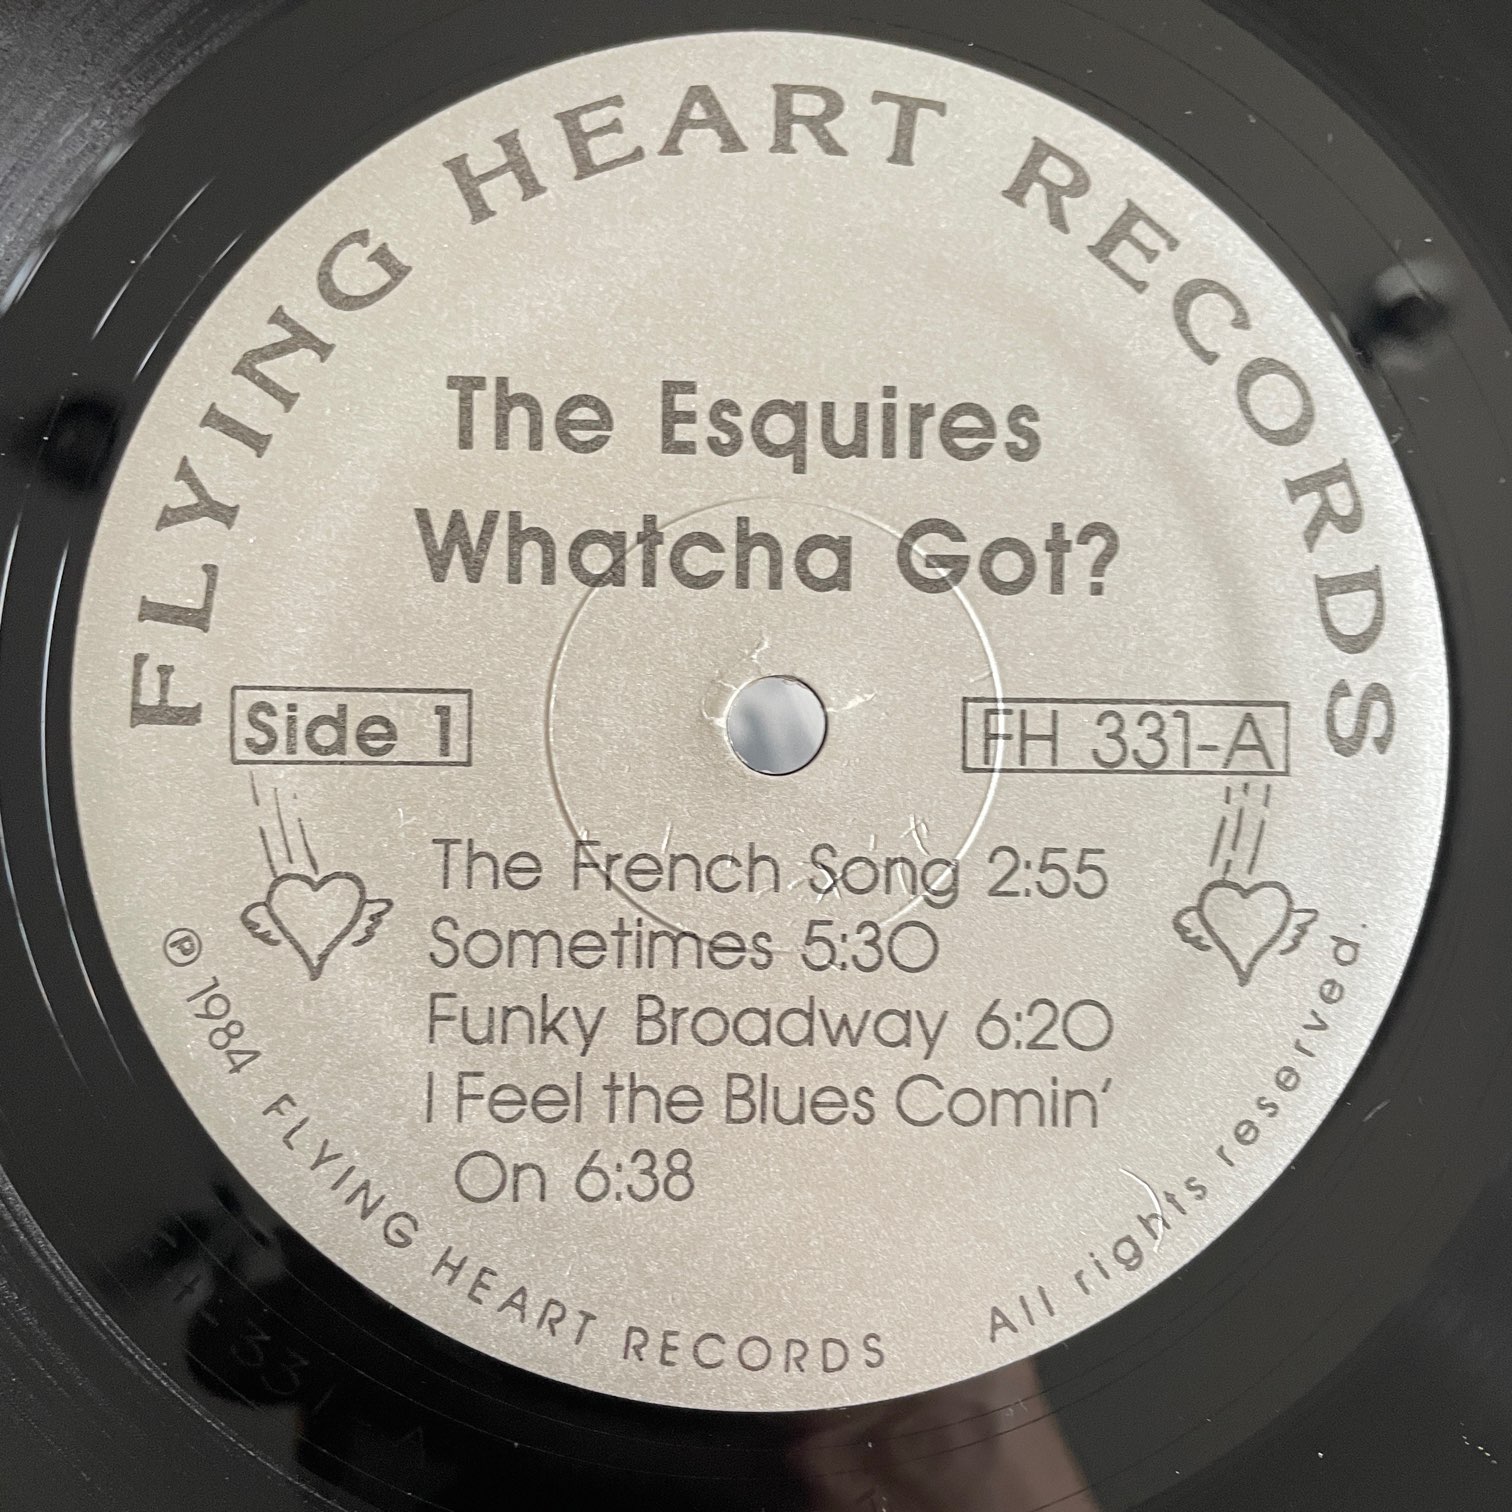 FLYING HEART RECORDS
The Esquires
Whatcha Got?
Side 1
FH 331-A
The French Song 2:55
Sometimes 5:30
Funky Broadway 6:20
I Feel the Blues Comin'
On 6:38
℗ 1984 FLYING HEART RECORDS All rights reserved.